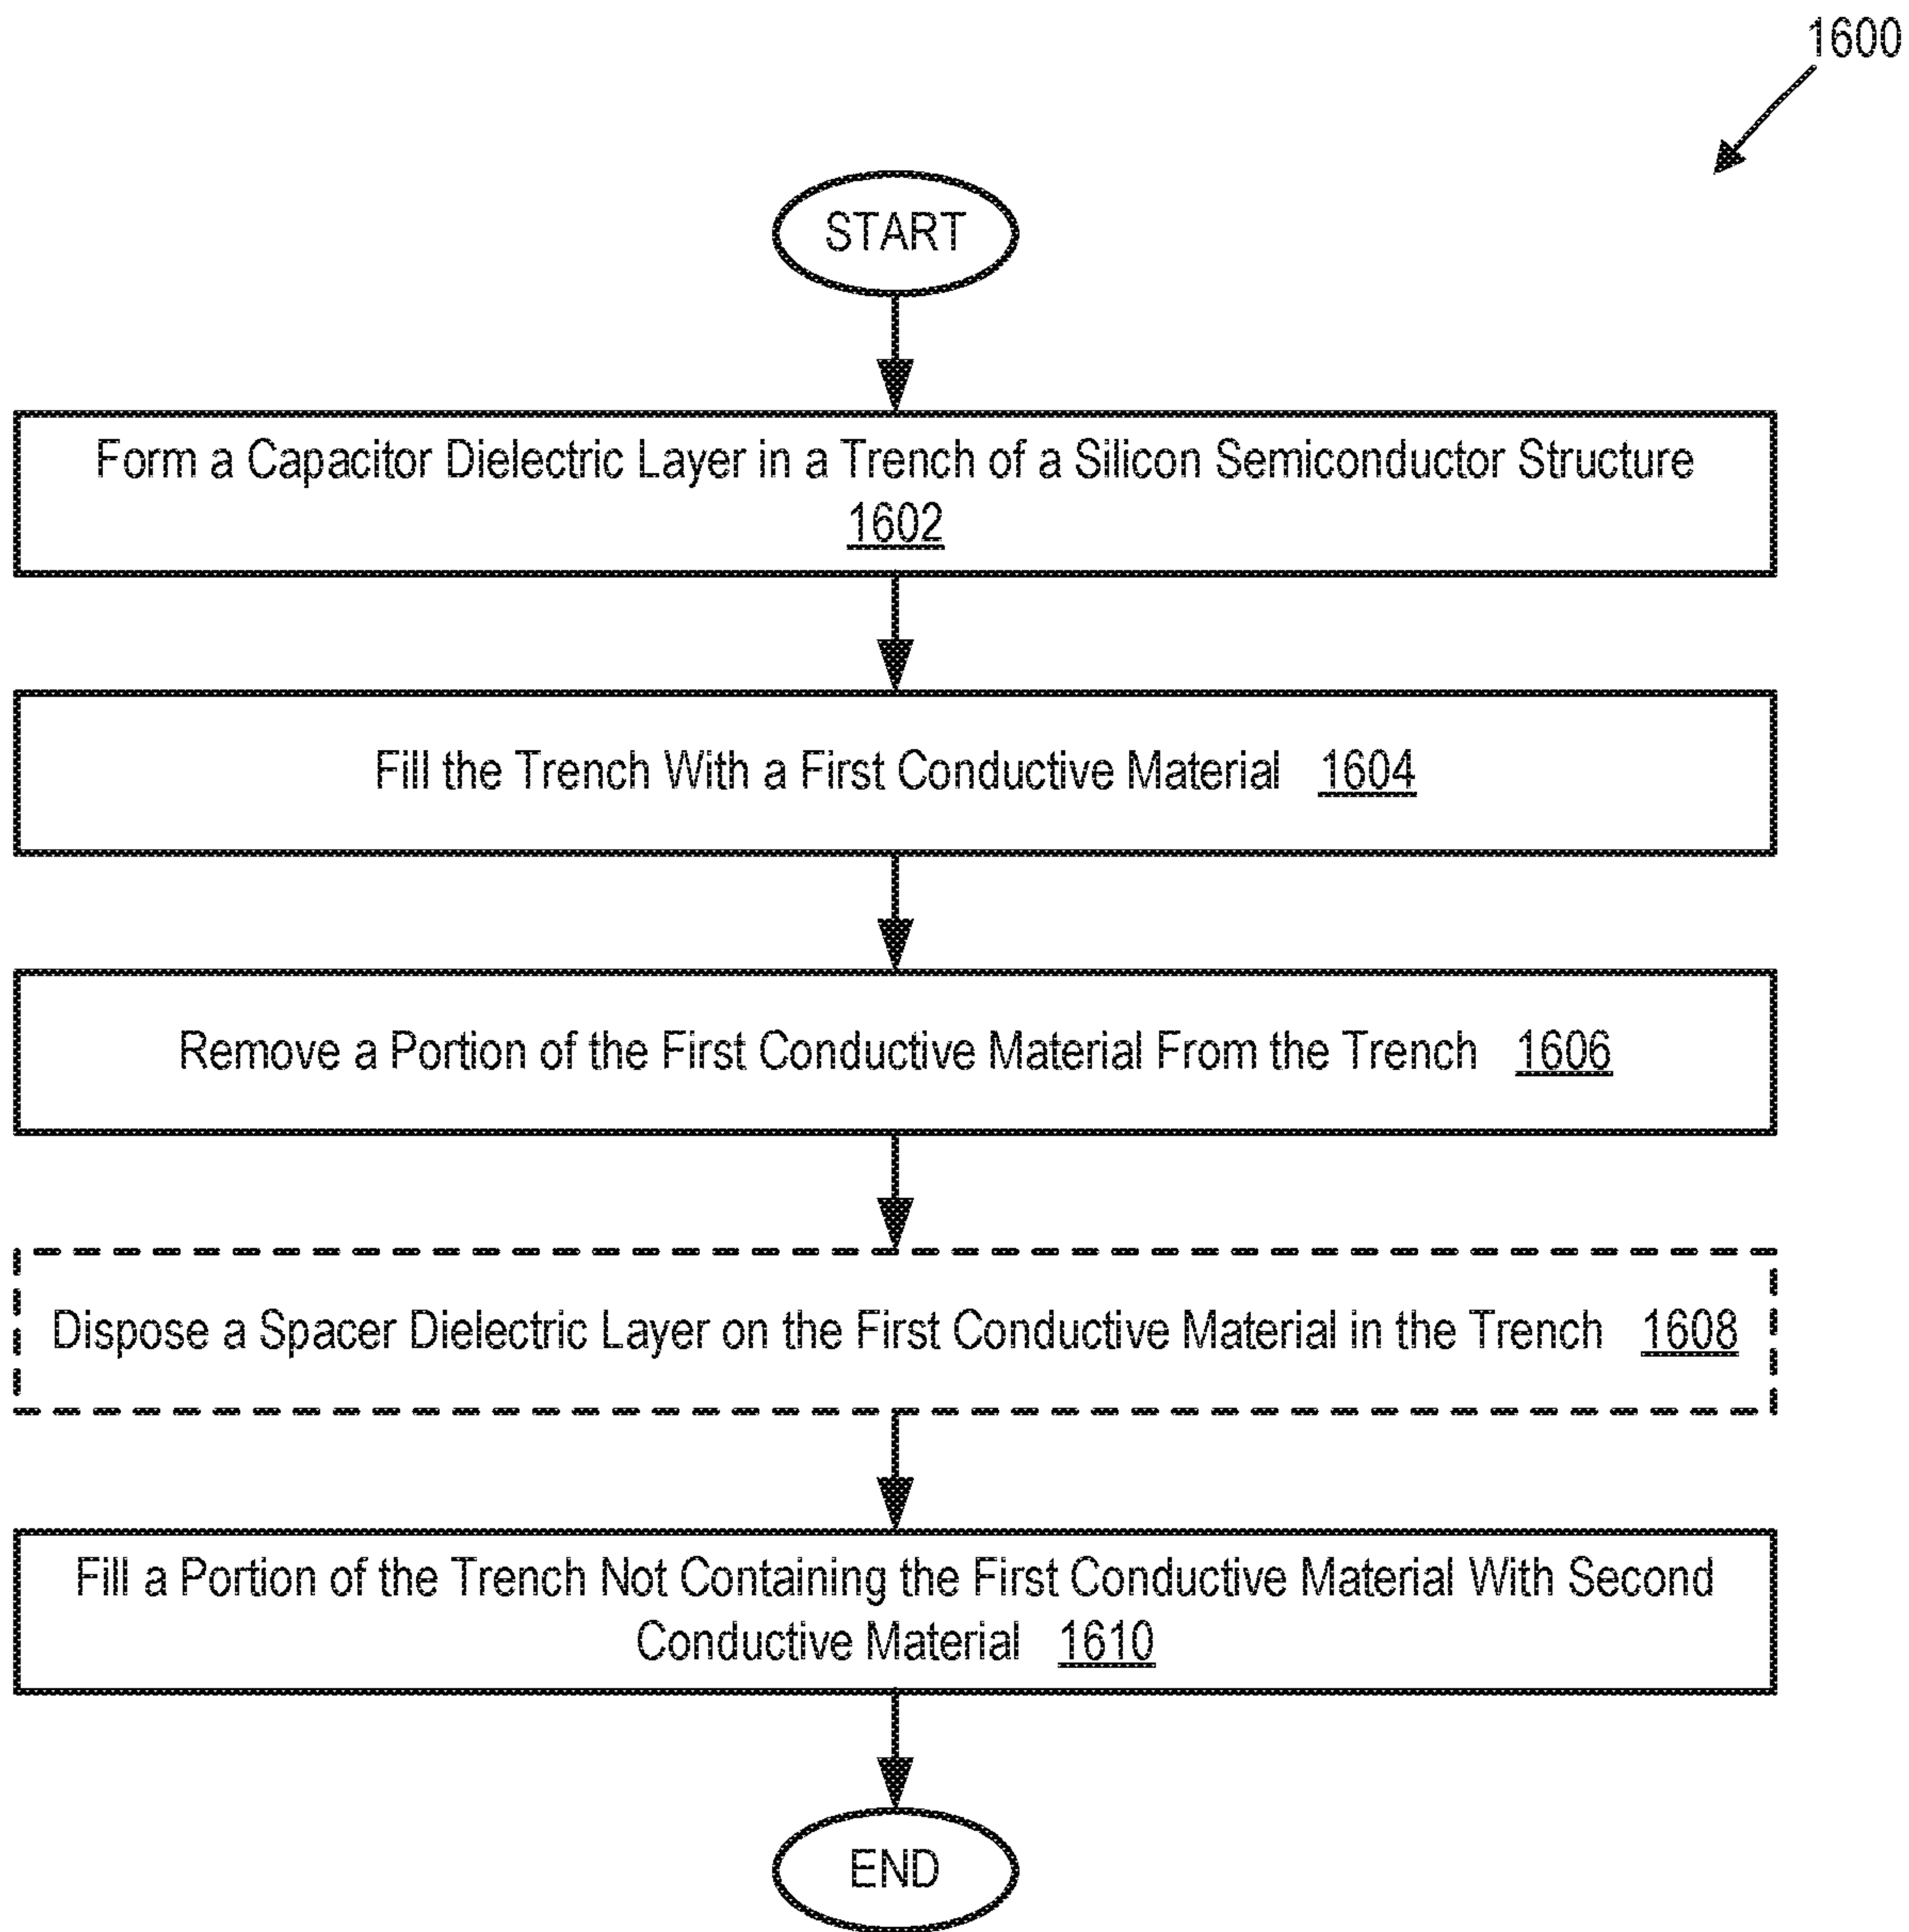 1600
START
Form a Capacitor Dielectric Layer in a Trench of a Silicon Semiconductor Structure
1602
Fill the Trench With a First Conductive Material 1604
Remove a Portion of the First Conductive Material From the Trench 1606
Dispose a Spacer Dielectric Layer on the First Conductive Material in the Trench 1608
Fill a Portion of the Trench Not Containing the First Conductive Material With Second
Conductive Material 1610
END